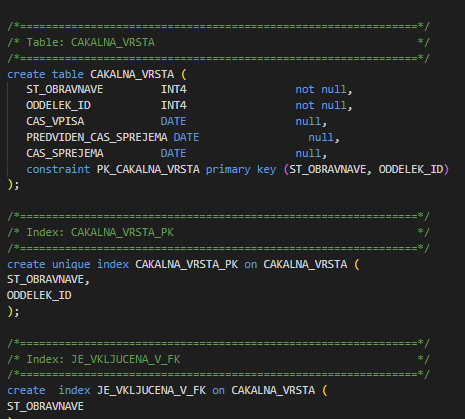 /*==============================================================*/
/* Table: CAKALNA_VRSTA                                         */
/*==============================================================*/
create table CAKALNA_VRSTA (
   ST_OBRAVNAVE         INT4                 not null,
   ODDELEK_ID           INT4                 not null,
   CAS_VPISA            DATE                 null,
   PREDVIDEN_CAS_SPREJEMA DATE                 null,
   CAS_SPREJEMA         DATE                 null,
   constraint PK_CAKALNA_VRSTA primary key (ST_OBRAVNAVE, ODDELEK_ID)
);
/*==============================================================*/
/* Index: CAKALNA_VRSTA_PK                                      */
/*==============================================================*/
create unique index CAKALNA_VRSTA_PK on CAKALNA_VRSTA (
ST_OBRAVNAVE,
ODDELEK_ID
);
/*==============================================================*/
/* Index: JE_VKLJUCENA_V_FK                                     */
/*==============================================================*/
create  index JE_VKLJUCENA_V_FK on CAKALNA_VRSTA (
ST_OBRAVNAVE